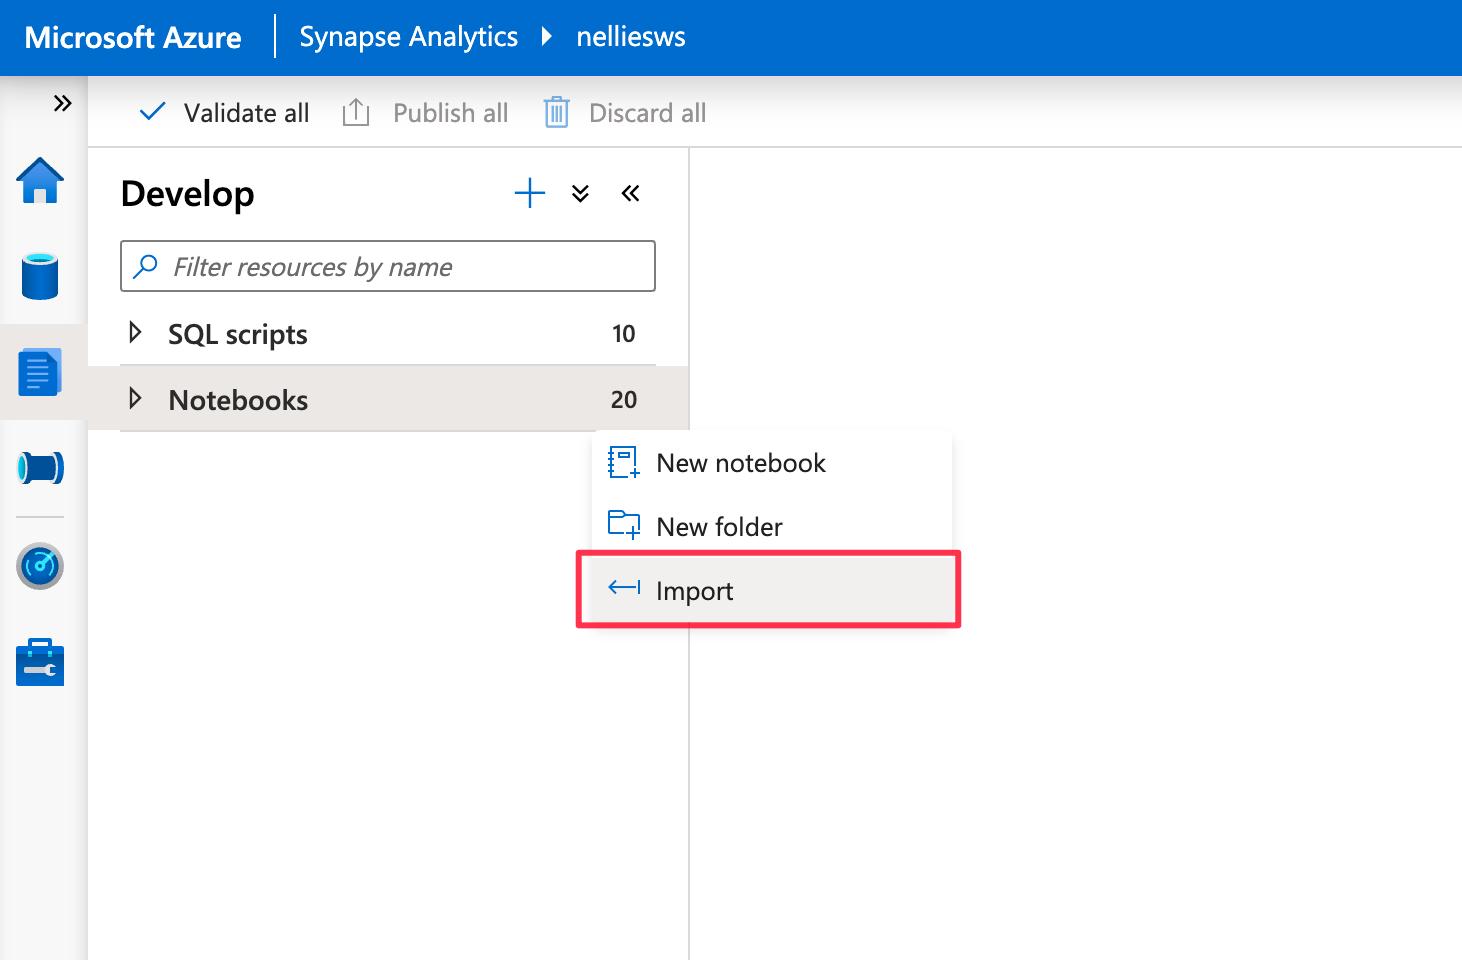 Microsoft Azure
Synapse Analytics
nelliesws
Validate all
Publish all
Discard all
Develop
Filter resources by name
SQL scripts
10
Notebooks
20
New notebook
New folder
Import